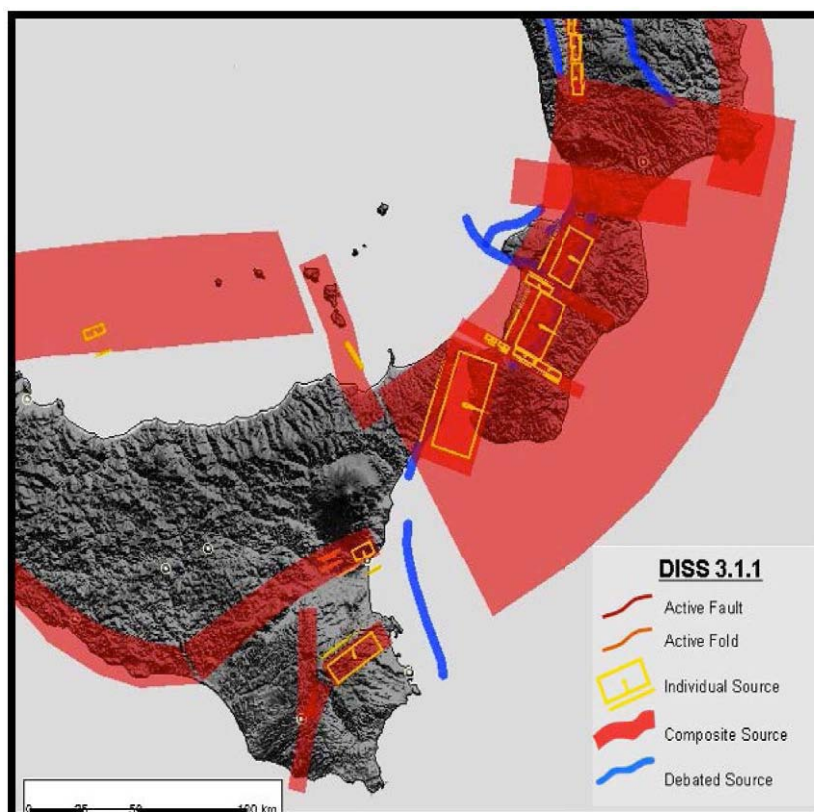 DISS 3.1.1
Active Fault
Active Fold
Individual Source
Composite Source
Debated Source
0 25 50 100 Km